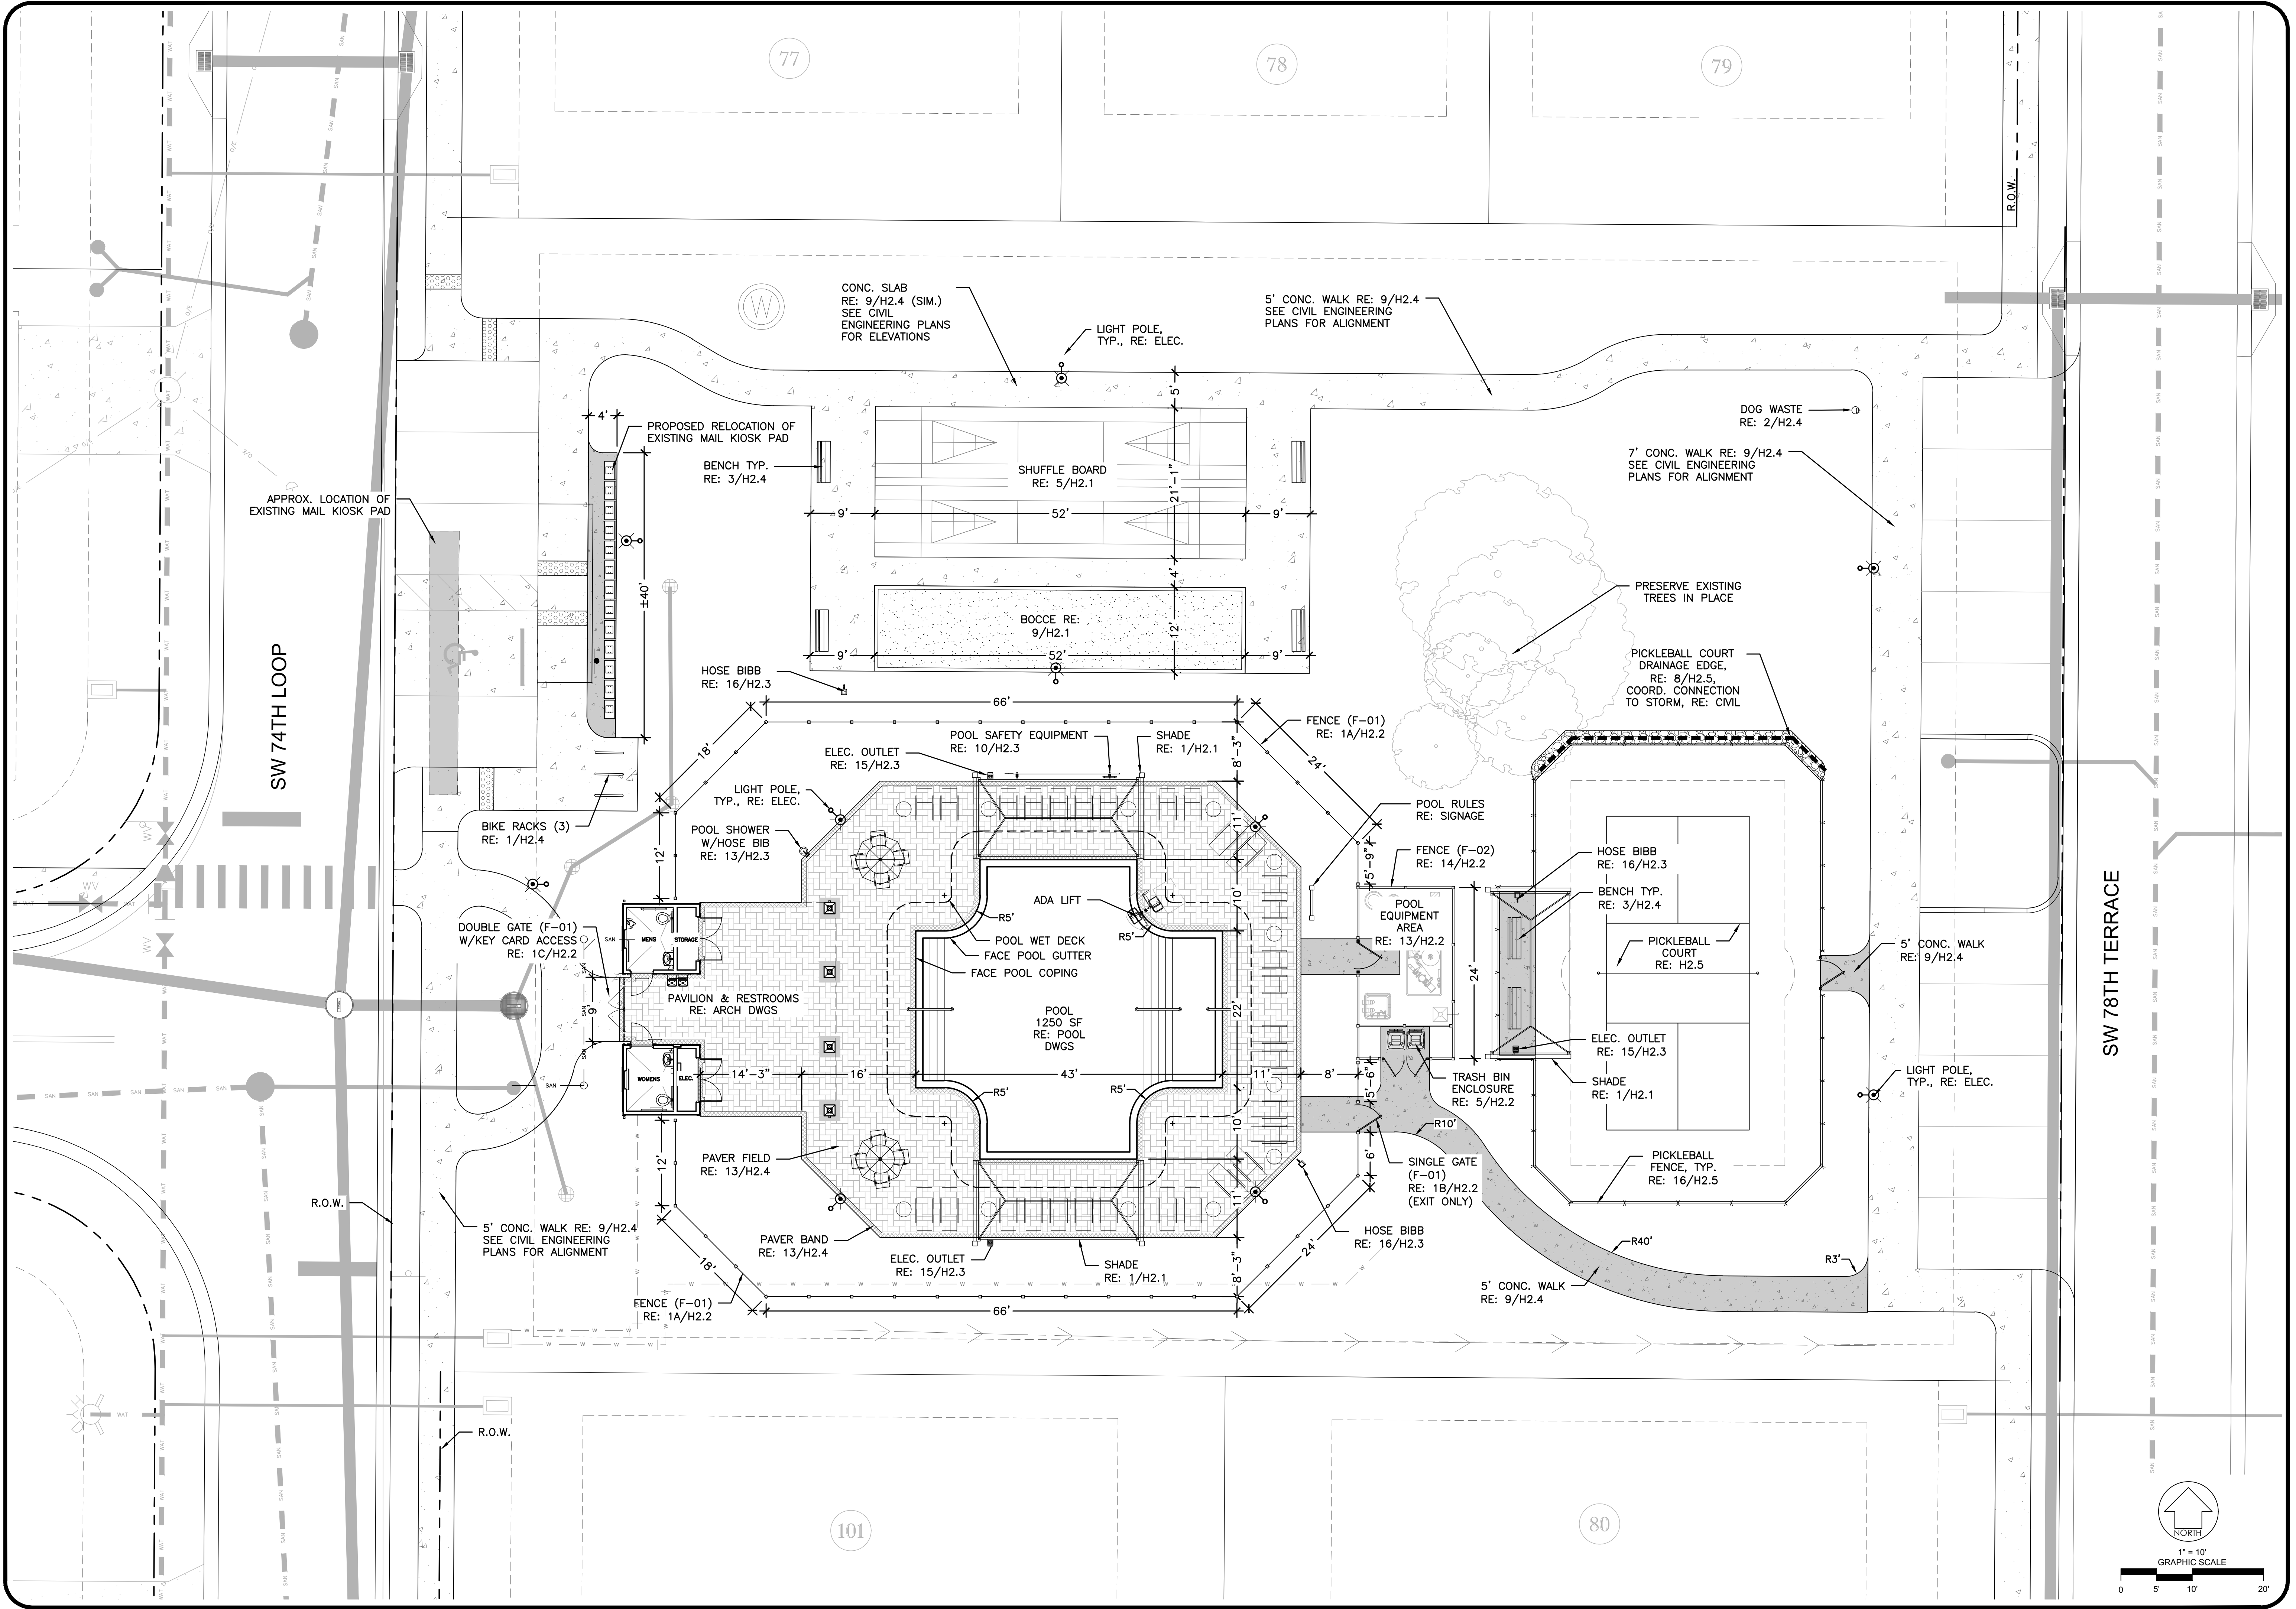 77
78
79
R.O.W.
CONC. SLAB
RE: 9/H2.4 (SIM.)
SEE CIVIL
ENGINEERING PLANS
FOR ELEVATIONS
W
LIGHT POLE,
TYP., RE: ELEC.
5' CONC. WALK RE: 9/H2.4
SEE CIVIL ENGINEERING
PLANS FOR ALIGNMENT
DOG WASTE
RE: 2/H2.4
7' CONC. WALK RE: 9/H2.4
SEE CIVIL ENGINEERING
PLANS FOR ALIGNMENT
4'
PROPOSED RELOCATION OF
EXISTING MAIL KIOSK PAD
BENCH TYP.
RE: 3/H2.4
5'
SHUFFLE BOARD
RE: 5/H2.1
21'-1"
9'
52'
9'
APPROX. LOCATION OF
EXISTING MAIL KIOSK PAD
±40'
4'
BOCCE RE:
9/H2.1
12'
9'
52'
9'
PRESERVE EXISTING
TREES IN PLACE
PICKLEBALL COURT
DRAINAGE EDGE,
RE: 8/H2.5,
COORD. CONNECTION
TO STORM, RE: CIVIL
SW 74TH LOOP
HOSE BIBB
RE: 16/H2.3
66'
18'
ELEC. OUTLET
RE: 15/H2.3
POOL SAFETY EQUIPMENT
RE: 10/H2.3
SHADE
RE: 1/H2.1
8'-3"
FENCE (F-01)
RE: 1A/H2.2
24'
LIGHT POLE,
TYP., RE: ELEC.
BIKE RACKS (3)
RE: 1/H2.4
POOL SHOWER
W/HOSE BIB
RE: 13/H2.3
11'
POOL RULES
RE: SIGNAGE
12'
5'-9"
FENCE (F-02)
RE: 14/H2.2
HOSE BIBB
RE: 16/H2.3
BENCH TYP.
RE: 3/H2.4
ADA LIFT
10'
POOL
EQUIPMENT
AREA
RE: 13/H2.2
DOUBLE GATE (F-01)
W/KEY CARD ACCESS
RE: 1C/H2.2
MENS
STORAGE
R5'
R5'
POOL WET DECK
FACE POOL GUTTER
FACE POOL COPING
24'
PICKLEBALL
COURT
RE: H2.5
5' CONC. WALK
RE: 9/H2.4
SW 78TH TERRACE
PAVILION & RESTROOMS
RE: ARCH DWGS
9'
POOL
1250 SF
RE: POOL
DWGS
22'
ELEC. OUTLET
RE: 15/H2.3
WOMENS
ELEC.
14'-3"
16'
43'
11'
8'
5'-6"
TRASH BIN
ENCLOSURE
RE: 5/H2.2
SHADE
RE: 1/H2.1
LIGHT POLE,
TYP., RE: ELEC.
R5'
R5'
10'
R10'
12'
PAVER FIELD
RE: 13/H2.4
6'
SINGLE GATE
(F-01)
RE: 1B/H2.2
(EXIT ONLY)
PICKLEBALL
FENCE, TYP.
RE: 16/H2.5
R.O.W.
11'
5' CONC. WALK RE: 9/H2.4
SEE CIVIL ENGINEERING
PLANS FOR ALIGNMENT
PAVER BAND
RE: 13/H2.4
HOSE BIBB
RE: 16/H2.3
R40'
R3'
18'
ELEC. OUTLET
RE: 15/H2.3
SHADE
RE: 1/H2.1
8'-3"
24'
5' CONC. WALK
RE: 9/H2.4
FENCE (F-01)
RE: 1A/H2.2
66'
R.O.W.
101
80
NORTH
1" = 10'
GRAPHIC SCALE
0 5' 10' 20'